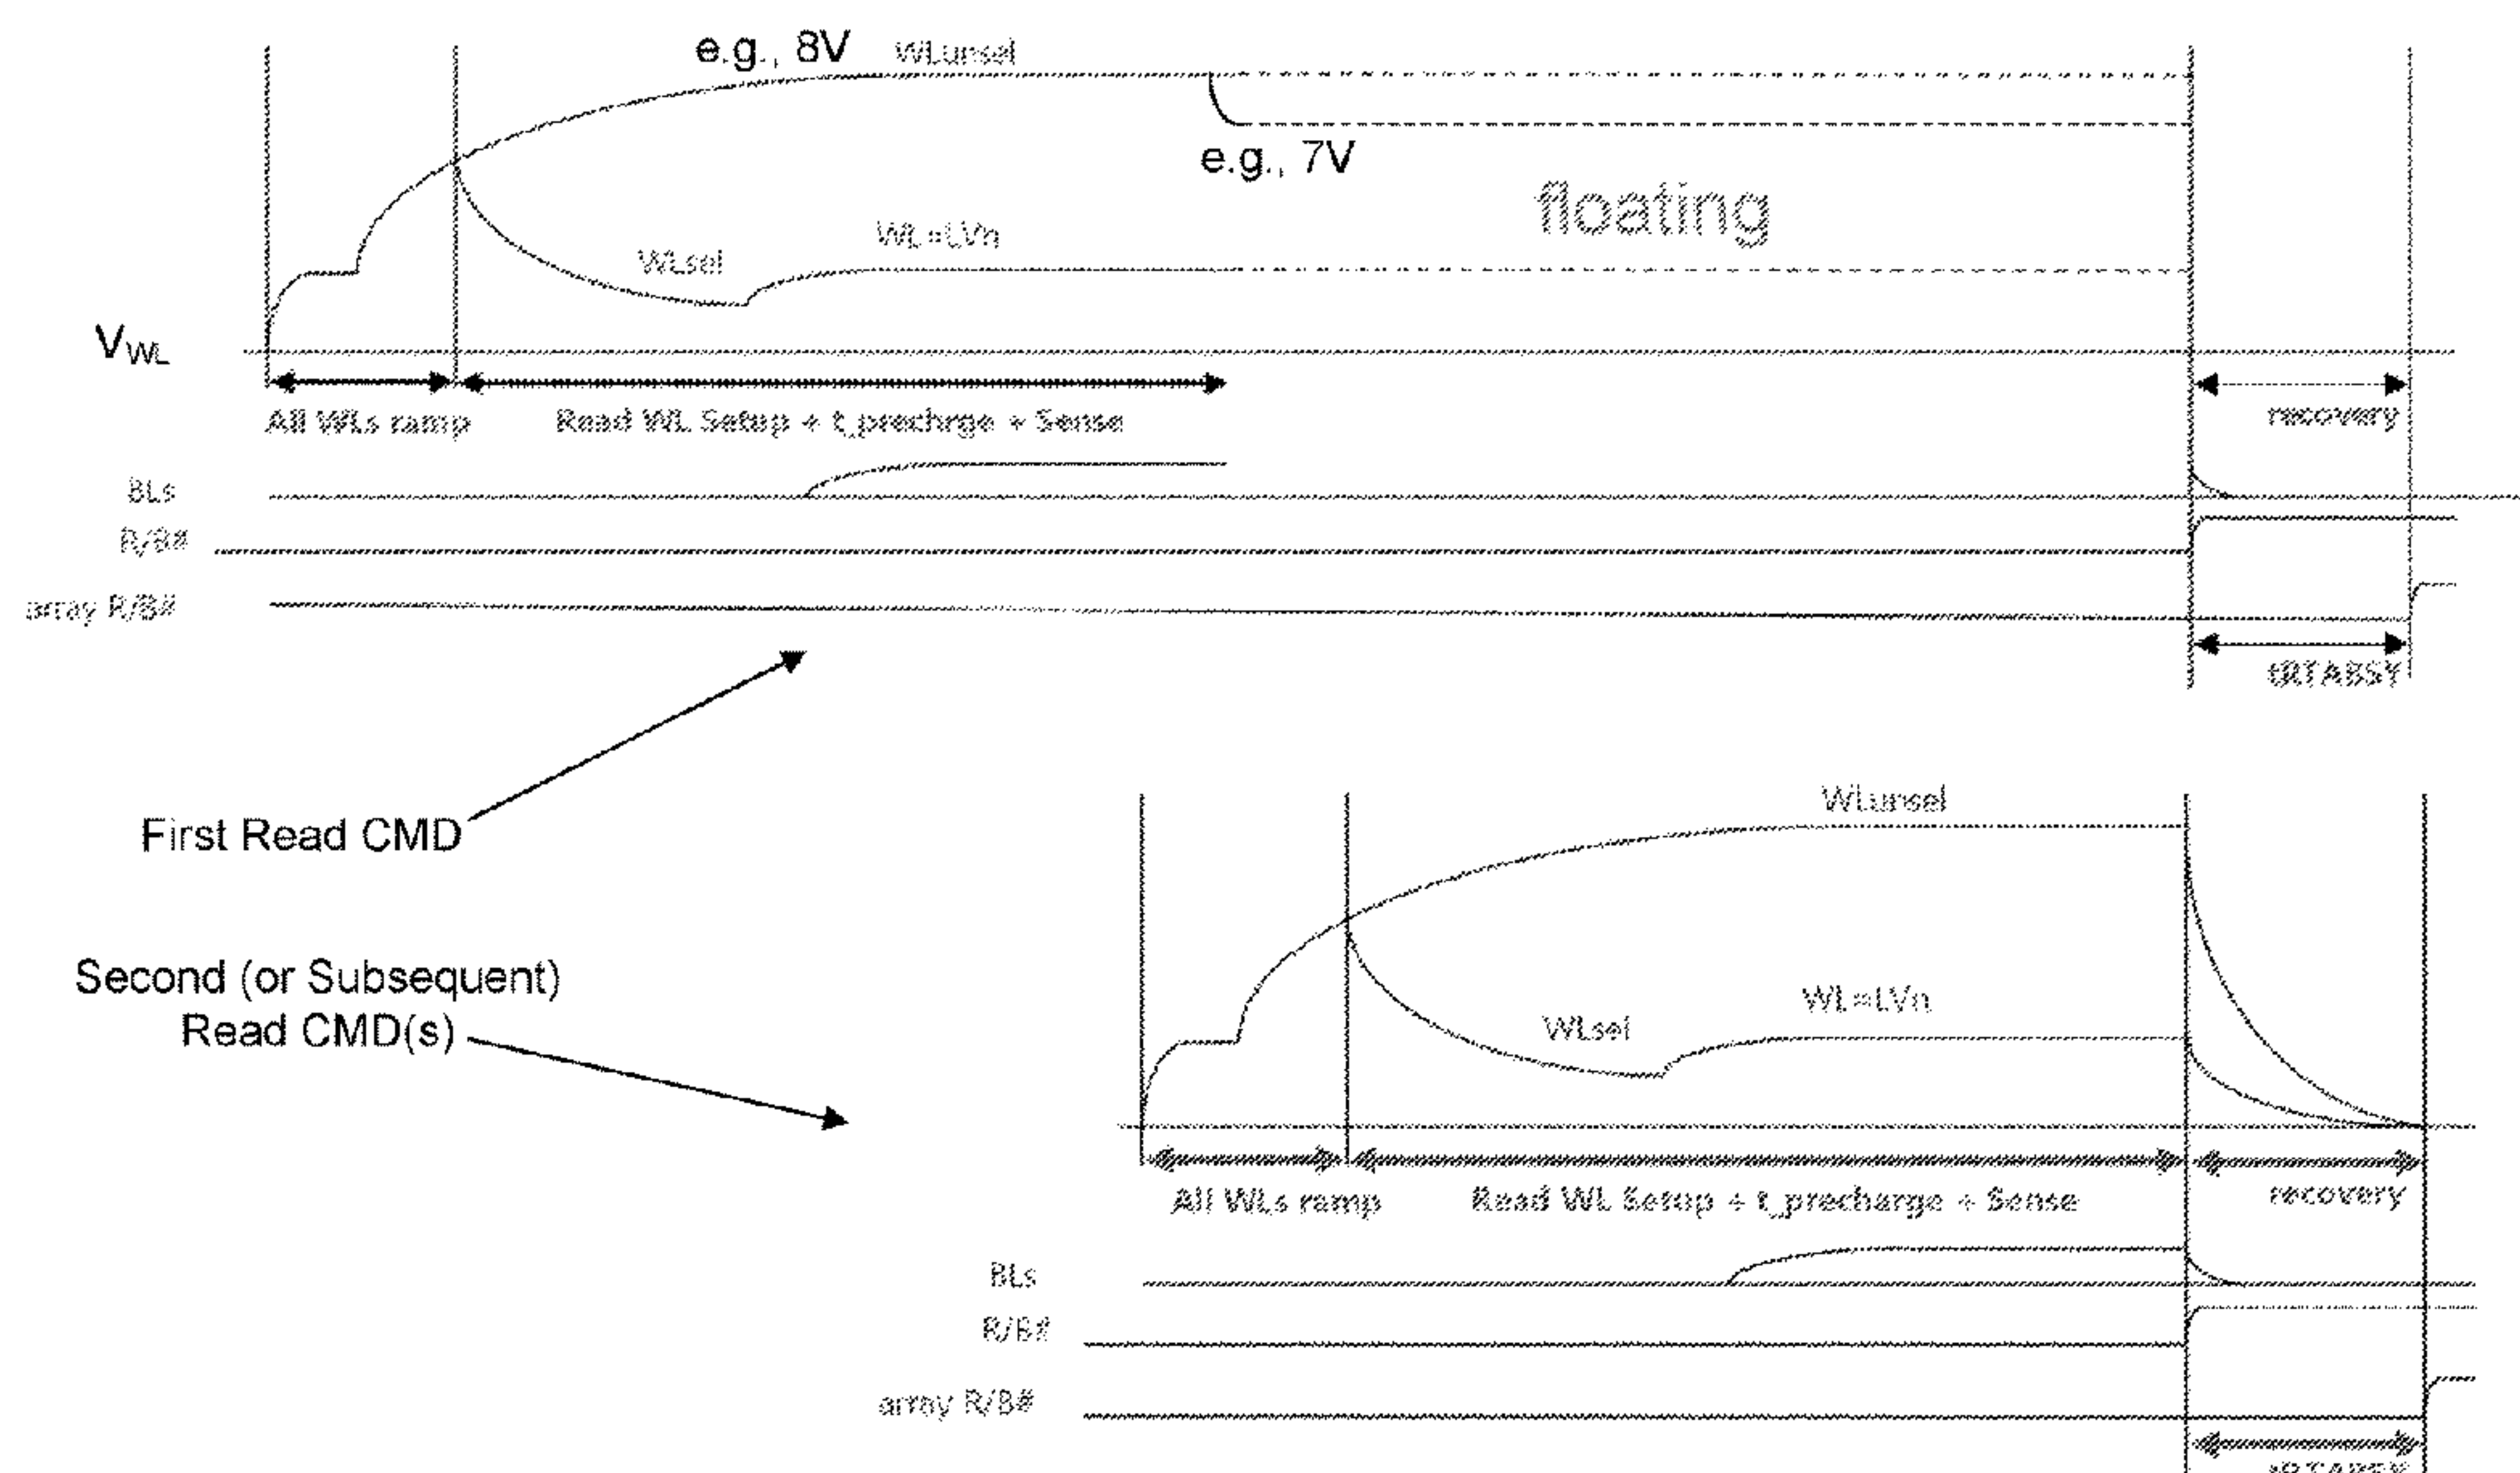 e.g., 8V
WLunsel
e.g., 7V
floating
WL=LVn
WLsel
VWL
All WLs ramp
Read WL Setup + t_prechrge + Sense
recovery
BLs
R/B#
array R/B#
tRTABSY
First Read CMD
WLunsel
Second (or Subsequent)
Read CMD(s)
WL=LVn
WLsel
All WLs ramp
Read WL Setup + t_precharge + Sense
recovery
BLs
R/B#
array R/B#